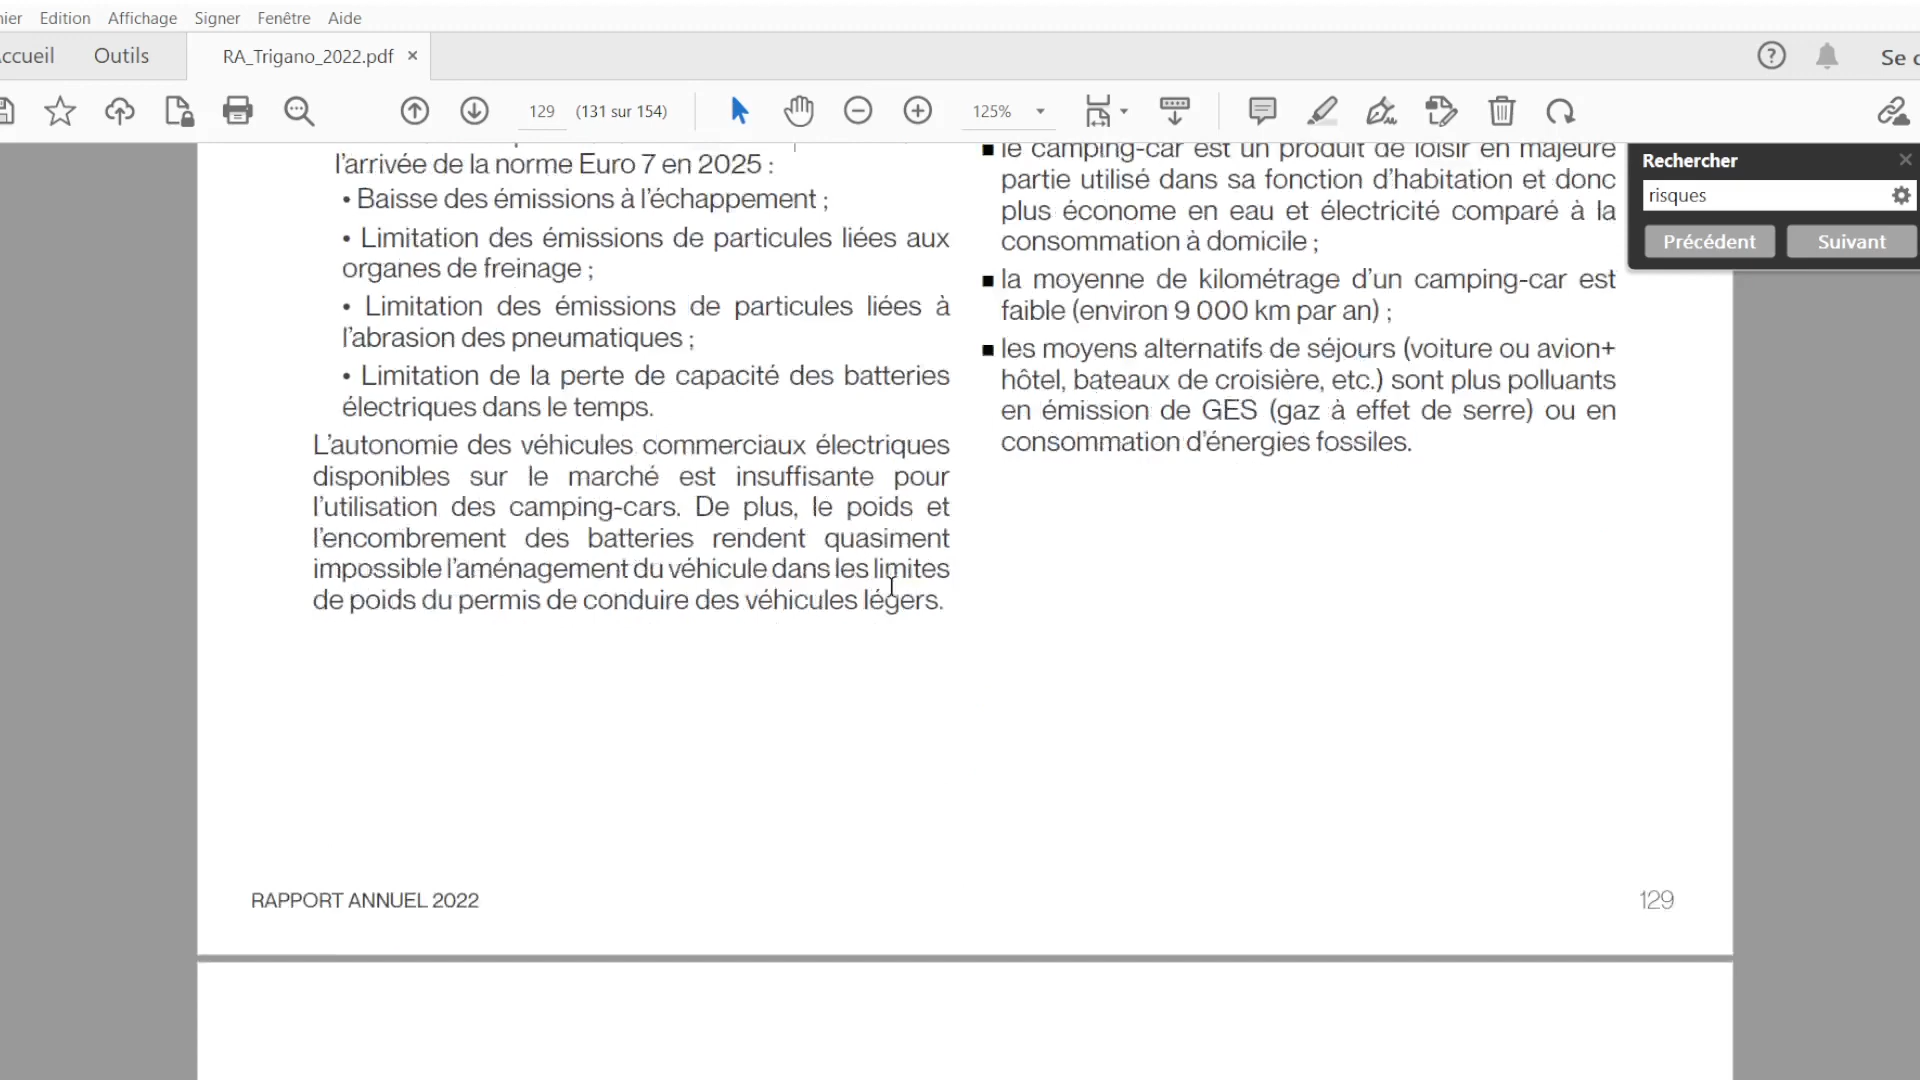 ier Edition Affichage Signer Fenêtre Aide
ccueil Outils RA_Trigano_2022.pdf ×
129 (131 sur 154) 125%
l’arrivée de la norme Euro 7 en 2025 :
• Baisse des émissions à l’échappement ;
• Limitation des émissions de particules liées aux
organes de freinage ;
• Limitation des émissions de particules liées à
l’abrasion des pneumatiques ;
• Limitation de la perte de capacité des batteries
électriques dans le temps.
L’autonomie des véhicules commerciaux électriques
disponibles sur le marché est insuffisante pour
l’utilisation des camping-cars. De plus, le poids et
l’encombrement des batteries rendent quasiment
impossible l’aménagement du véhicule dans les limites
de poids du permis de conduire des véhicules légers.
■ le camping-car est un produit de loisir en majeure
partie utilisé dans sa fonction d’habitation et donc
plus économe en eau et électricité comparé à la
consommation à domicile ;
■ la moyenne de kilométrage d’un camping-car est
faible (environ 9 000 km par an) ;
■ les moyens alternatifs de séjours (voiture ou avion+
hôtel, bateaux de croisière, etc.) sont plus polluants
en émission de GES (gaz à effet de serre) ou en
consommation d’énergies fossiles.
Se c
Rechercher
risques
Précédent Suivant
RAPPORT ANNUEL 2022
129